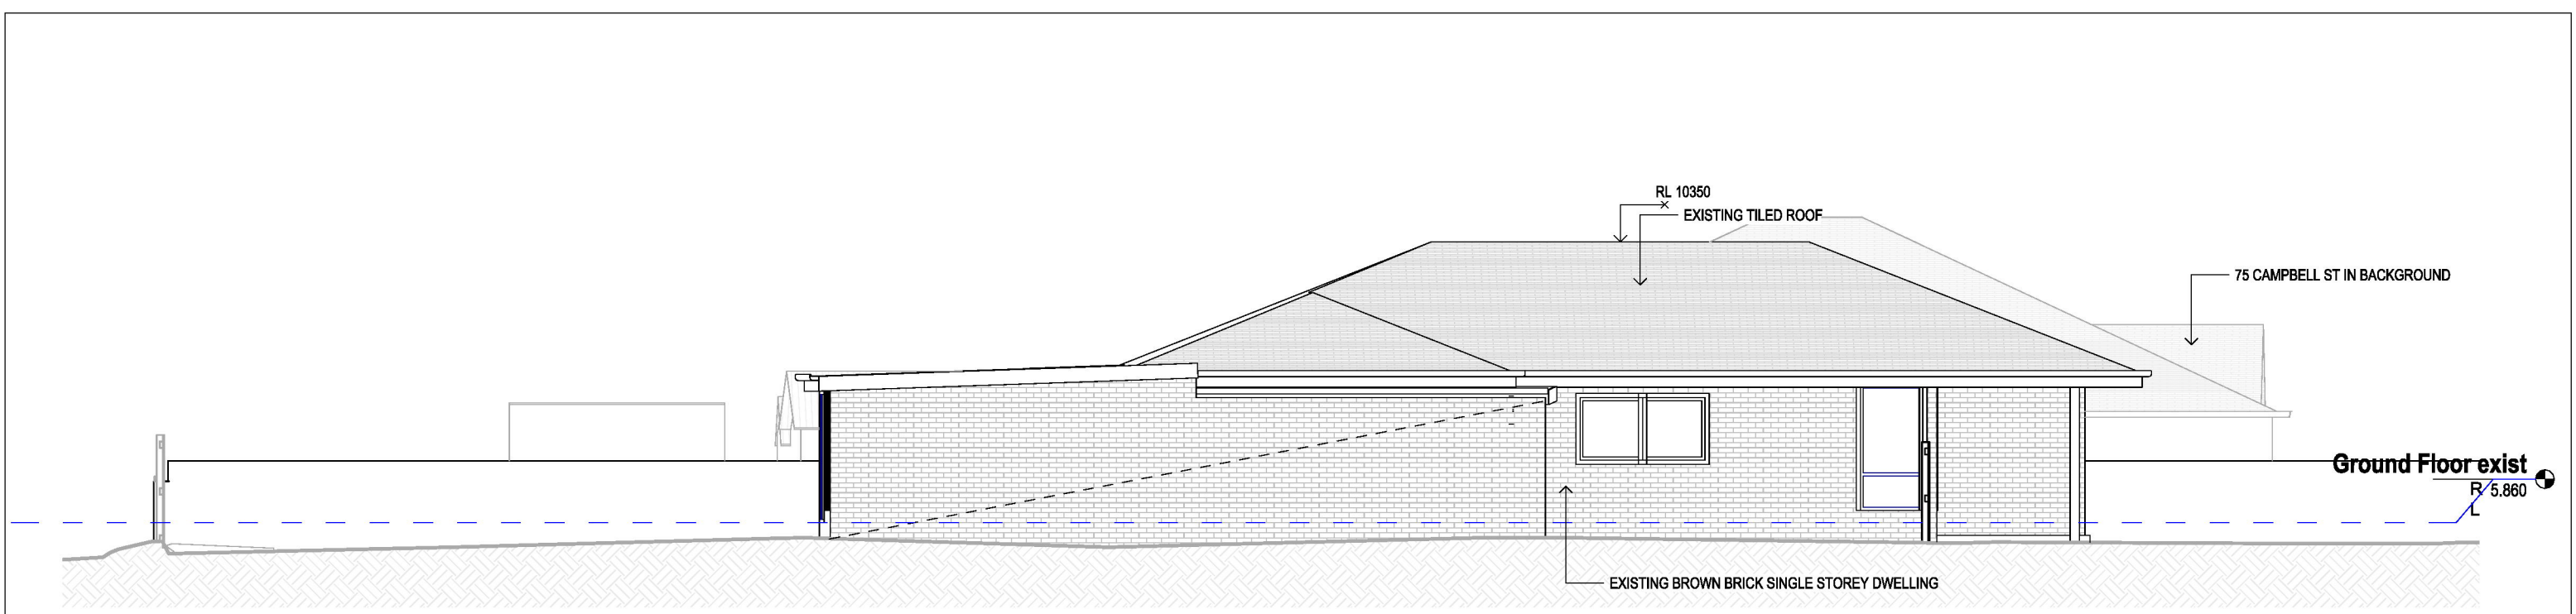 RL 10350
EXISTING TILED ROOF
75 CAMPBELL ST IN BACKGROUND
Ground Floor exist
R 5.860
L
EXISTING BROWN BRICK SINGLE STOREY DWELLING